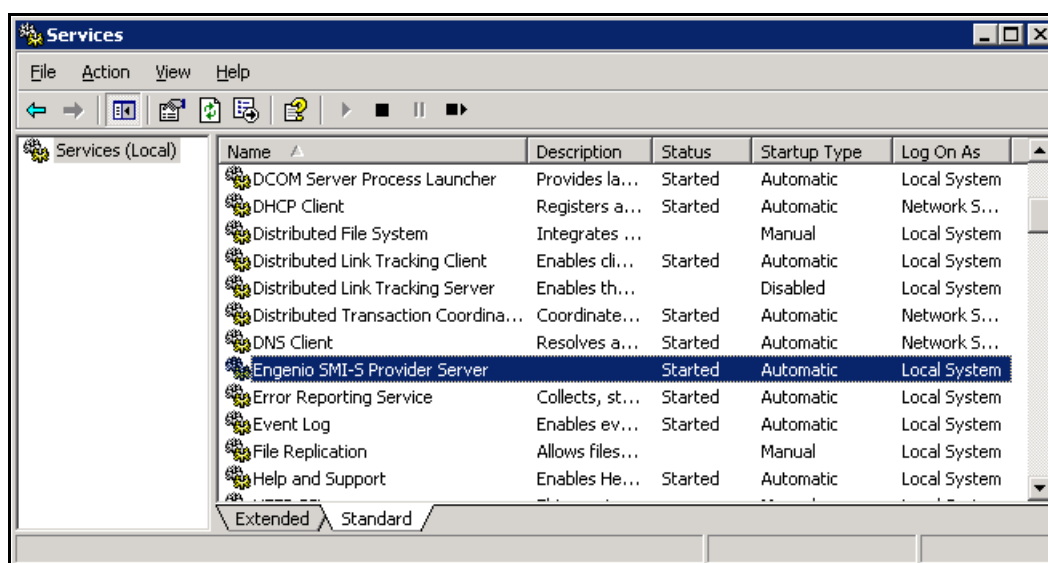 Services
File Action View Help
Services (Local)
Name Description Status Startup Type Log On As
DCOM Server Process Launcher Provides la... Started Automatic Local System
DHCP Client Registers a... Started Automatic Network S...
Distributed File System Integrates ... Manual Local System
Distributed Link Tracking Client Enables cli... Started Automatic Local System
Distributed Link Tracking Server Enables th... Disabled Local System
Distributed Transaction Coordina... Coordinate... Started Automatic Network S...
DNS Client Resolves a... Started Automatic Network S...
Engenio SMI-S Provider Server Started Automatic Local System
Error Reporting Service Collects, st... Started Automatic Local System
Event Log Enables ev... Started Automatic Local System
File Replication Allows files... Manual Local System
Help and Support Enables He... Started Automatic Local System
Extended Standard